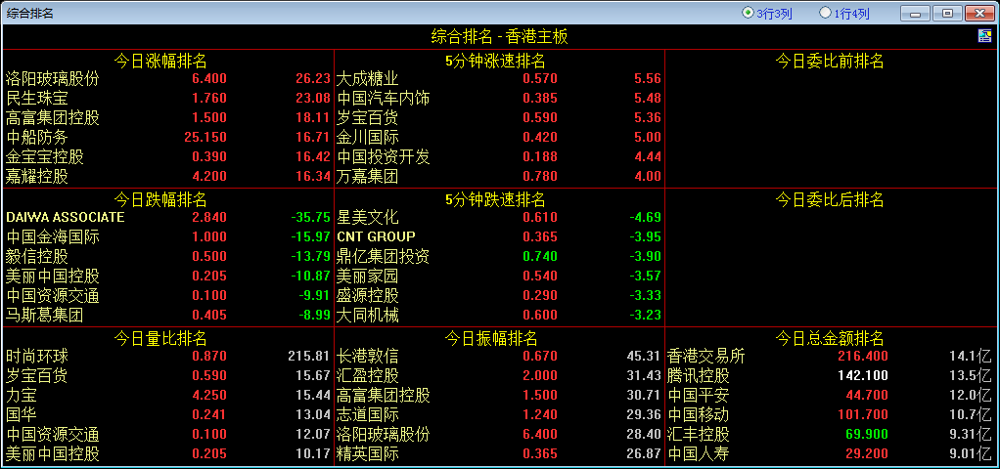 综合排名
3行3列
1行4列
综合排名 - 香港主板
今日涨幅排名
洛阳玻璃股份 6.400 26.23
民生珠宝 1.760 23.08
高富集团控股 1.500 18.11
中船防务 25.150 16.71
金宝宝控股 0.390 16.42
嘉耀控股 4.200 16.34
5分钟涨速排名
大成糖业 0.570 5.56
中国汽车内饰 0.385 5.48
岁宝百货 0.590 5.36
金川国际 0.420 5.00
中国投资开发 0.188 4.44
万嘉集团 0.780 4.00
今日委比前排名
今日跌幅排名
DAIWA ASSOCIATE 2.840 -35.75
中国金海国际 1.000 -15.97
毅信控股 0.500 -13.79
美丽中国控股 0.205 -10.87
中国资源交通 0.100 -9.91
马斯葛集团 0.405 -8.99
5分钟跌速排名
星美文化 0.610 -4.69
CNT GROUP 0.365 -3.95
鼎亿集团投资 0.740 -3.90
美丽家园 0.540 -3.57
盛源控股 0.290 -3.33
大同机械 0.600 -3.23
今日委比后排名
今日量比排名
时尚环球 0.870 215.81
岁宝百货 0.590 15.67
力宝 4.250 15.44
国华 0.241 13.04
中国资源交通 0.100 12.07
美丽中国控股 0.205 10.17
今日振幅排名
长港敦信 0.670 45.31
汇盈控股 2.000 31.43
高富集团控股 1.500 30.71
志道国际 1.240 29.36
洛阳玻璃股份 6.400 28.40
精英国际 0.365 26.87
今日总金额排名
香港交易所 216.400 14.1亿
腾讯控股 142.100 13.5亿
中国平安 44.700 12.0亿
中国移动 101.700 10.7亿
汇丰控股 69.900 9.31亿
中国人寿 29.200 9.01亿